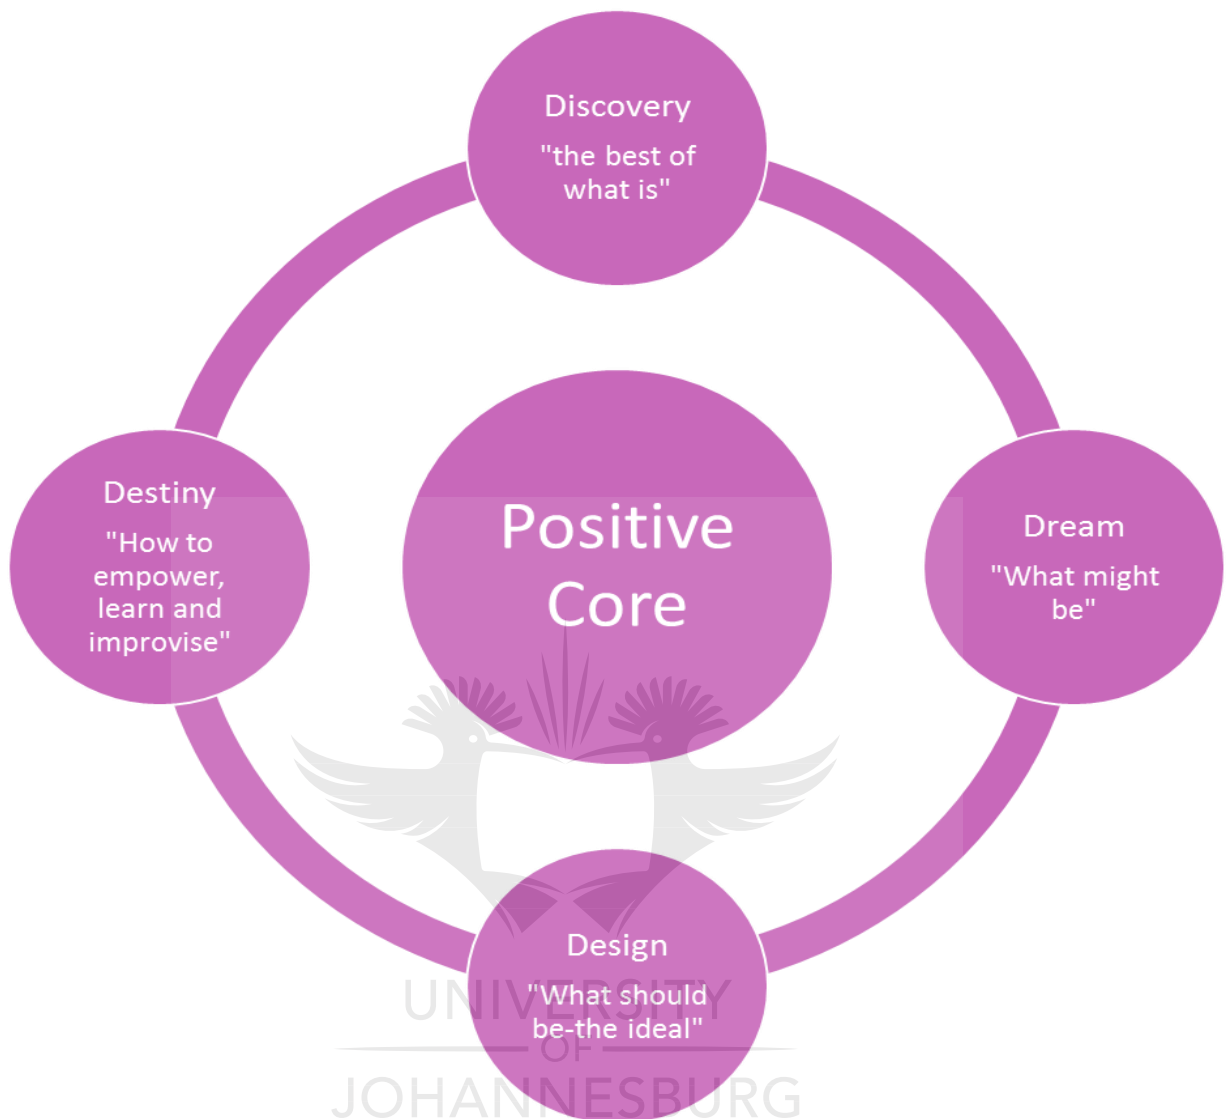 Discovery
"the best of
what is"
Destiny
"How to
empower,
learn and
improvise"
Positive
Core
Dream
"What might
be"
Design
"What should
be-the ideal"
UNIVERSITY
OF
JOHANNESBURG